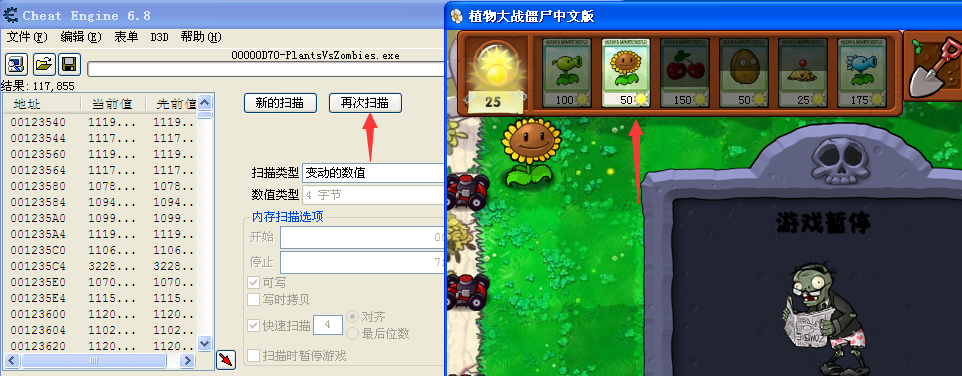 Cheat Engine 6.8
文件(F) 编辑(E) 表单 D3D 帮助(H)
00000D70-PlantsVsZombies.exe
结果: 117,855
地址 当前值 先前值
00123540 1119... 1119...
00123544 1117... 1117...
00123560 1119... 1119...
00123564 1117... 1117...
00123580 1078... 1078...
00123584 1094... 1094...
001235A0 1099... 1099...
001235A4 1119... 1119...
001235C0 1106... 1106...
001235C4 3228... 3228...
001235E0 1070... 1070...
001235E4 1115... 1115...
00123600 1120... 1120...
00123604 1102... 1102...
00123620 1120... 1120...
新的扫描 再次扫描
扫描类型 变动的数值
数值类型 4 字节
内存扫描选项
开始 00
停止
可写
写时拷贝
快速扫描 4 对齐
最后位数
扫描时暂停游戏
植物大战僵尸中文版
25
100 50 150 50 25 175
游戏暂停